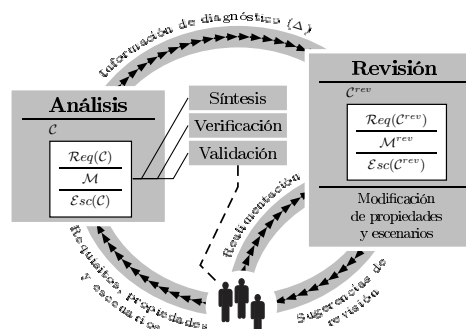 Información de diagnóstico (Δ)
Análisis
C
Req(C)
M
Esc(C)
Síntesis
Verificación
Validación
Revisión
C^rev
Req(C^rev)
M^rev
Esc(C^rev)
Modificación
de propiedades
y escenarios
Realimentación
Requisitos, propiedades
y escenarios
Sugerencias de
revisión